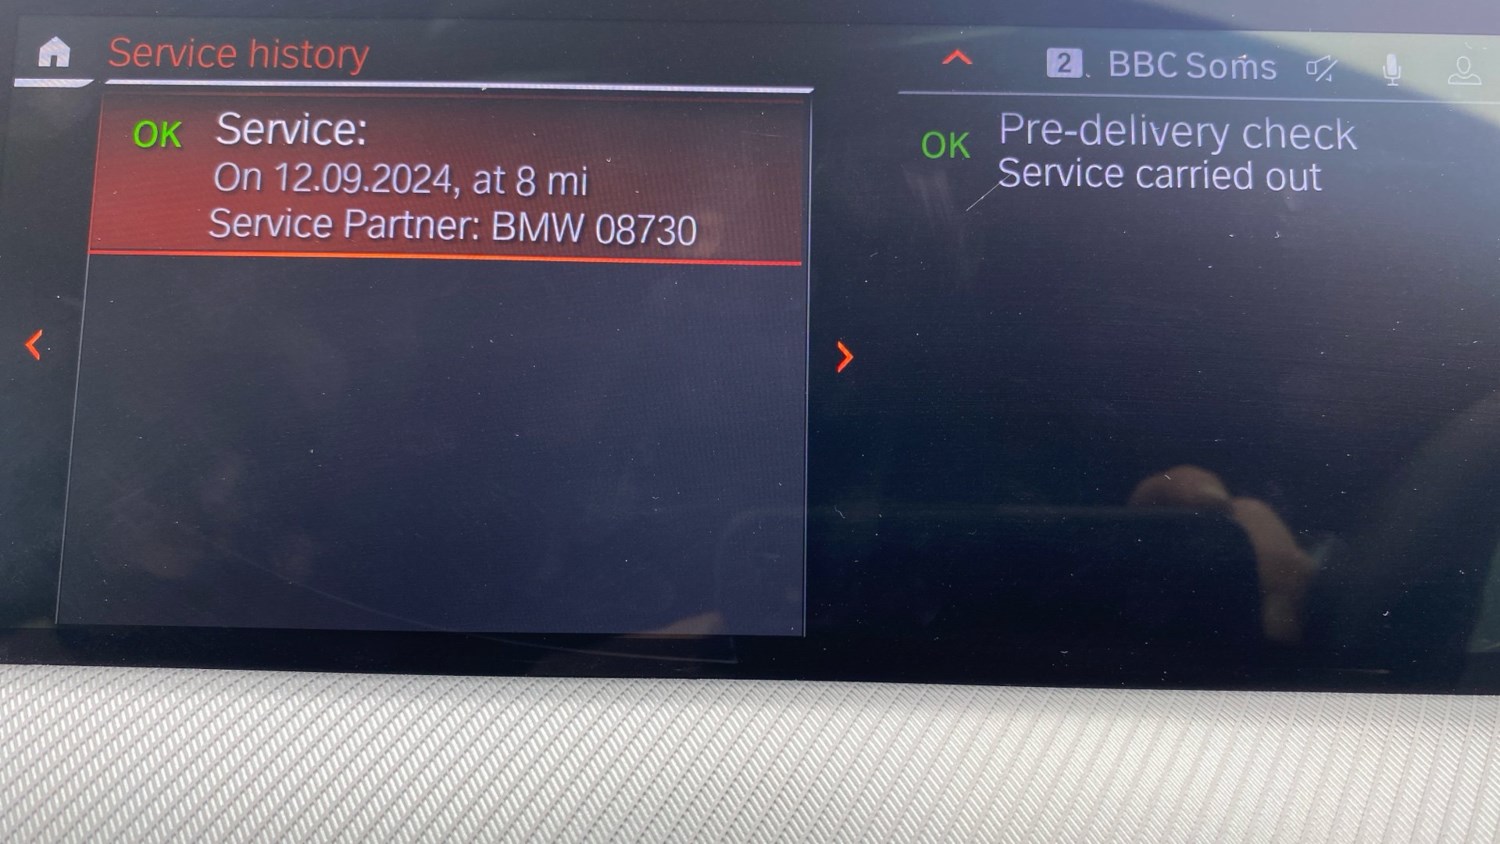 Service history
2 BBC Soms
OK Service:
On 12.09.2024, at 8 mi
Service Partner: BMW 08730
OK Pre-delivery check
Service carried out